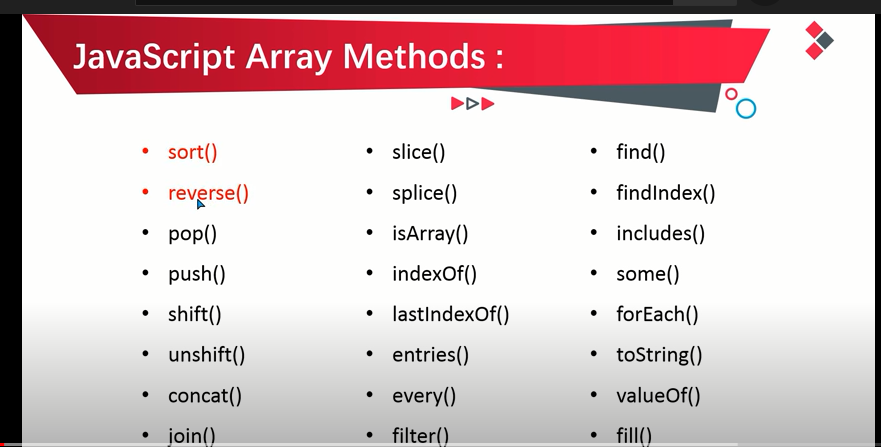 JavaScript Array Methods :
• sort()
• reverse()
• pop()
• push()
• shift()
• unshift()
• concat()
• join()
• slice()
• splice()
• isArray()
• indexOf()
• lastIndexOf()
• entries()
• every()
• filter()
• find()
• findIndex()
• includes()
• some()
• forEach()
• toString()
• valueOf()
• fill()